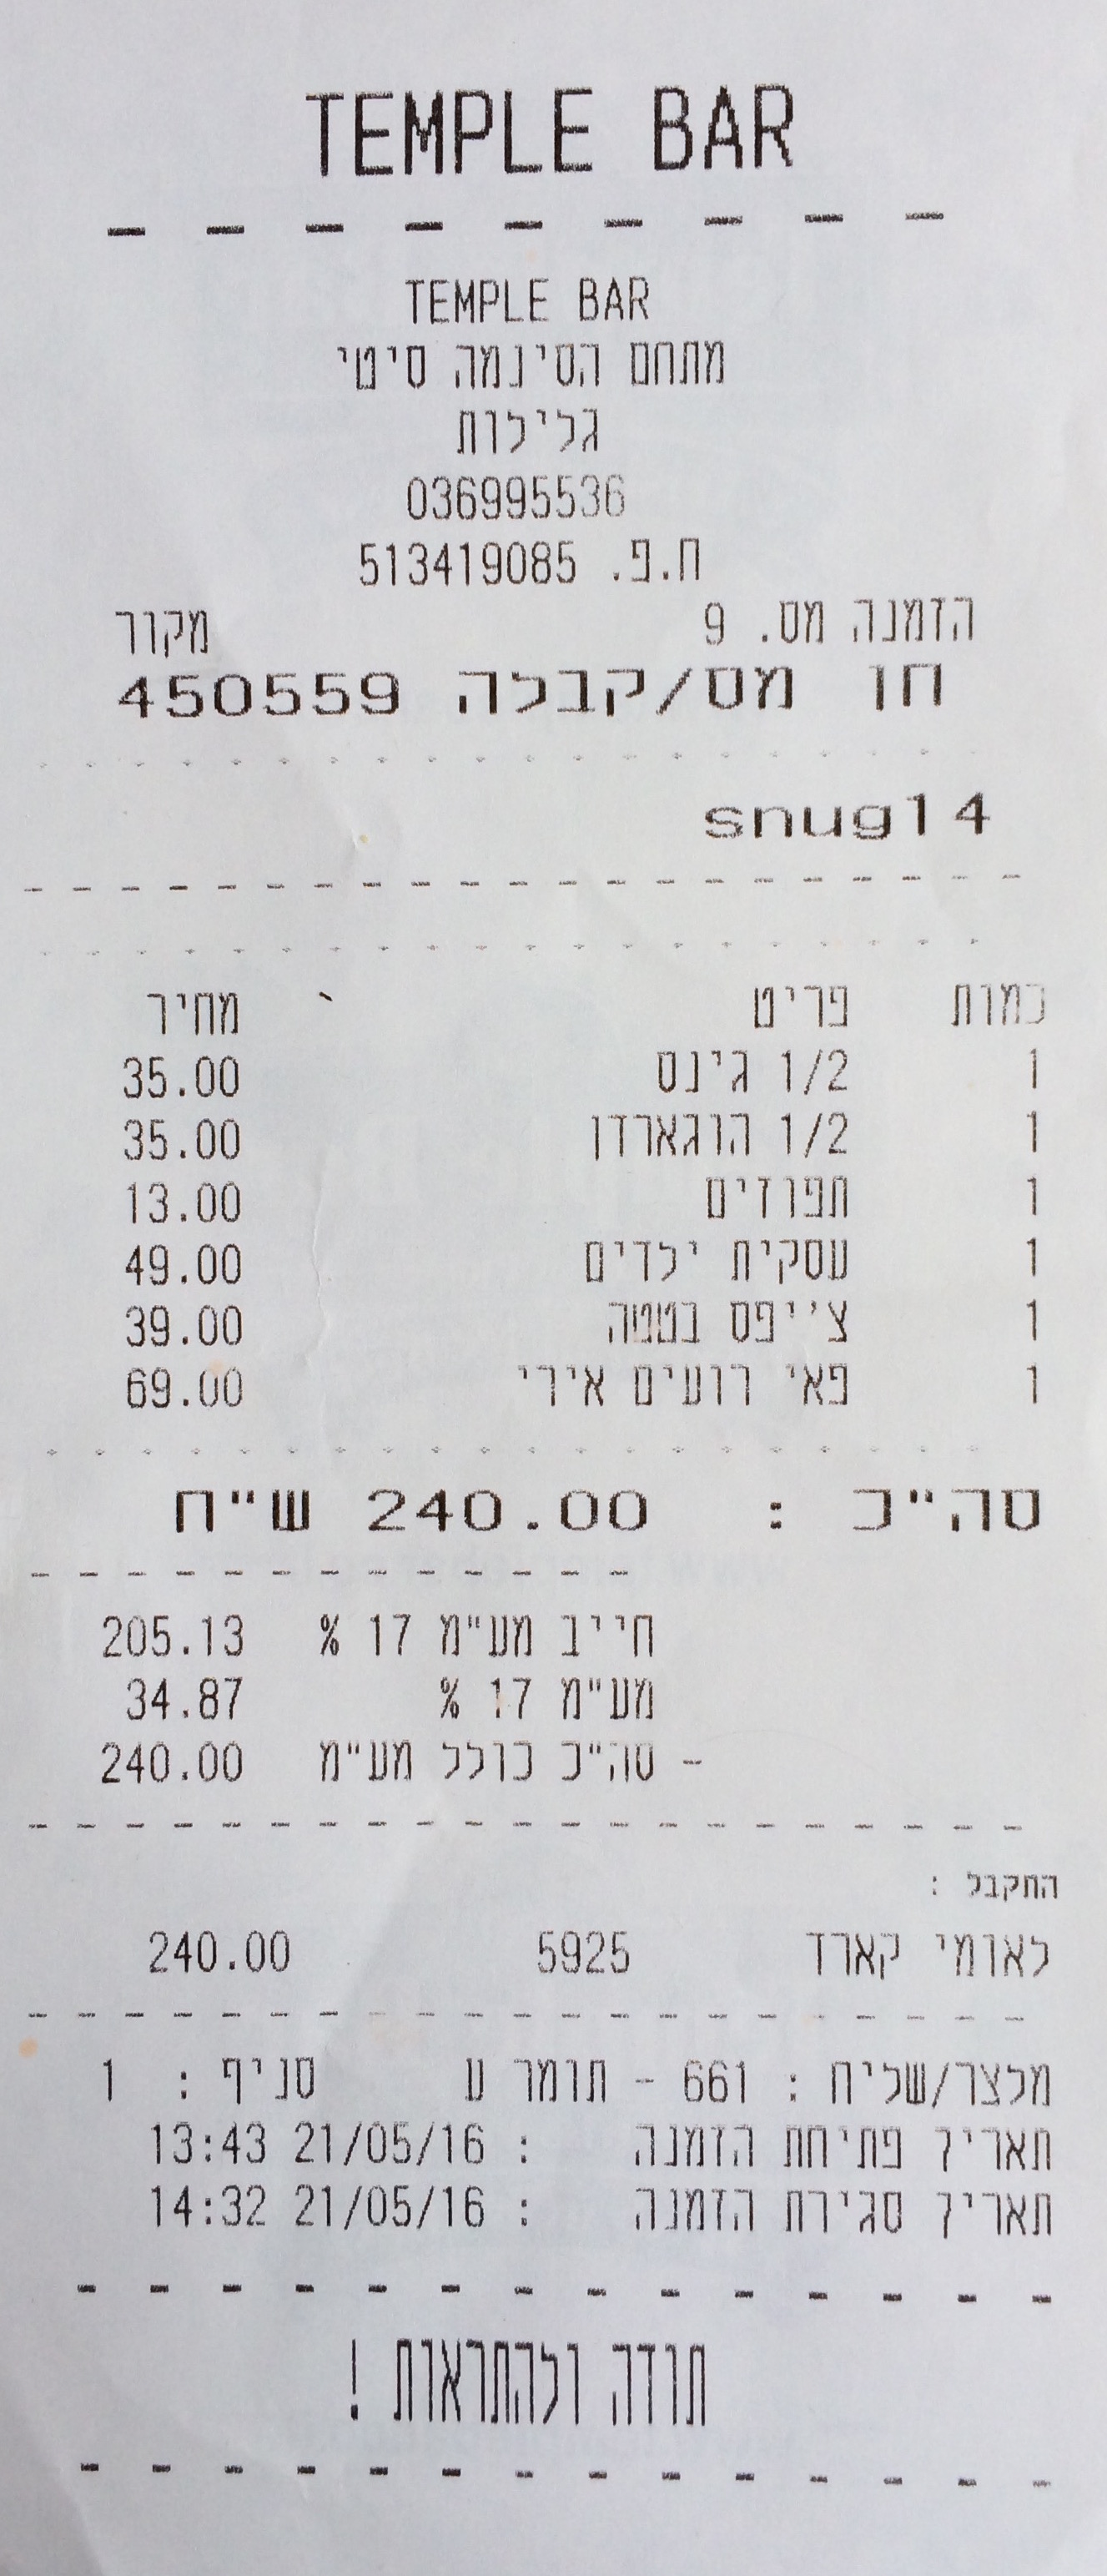 TEMPLE BAR
TEMPLE BAR
מתחם הסינמה סיטי
גלילות
036995536
ח.פ. 513419085
הזמנה מס. 9 מקור
חן מס/קבלה 450559
snug14
כמות פריט מחיר
1 1/2 גינס 35.00
1 1/2 הוגארדן 35.00
1 תפוזים 13.00
1 עסקית ילדים 49.00
1 צ'יפס בטטה 39.00
1 פאי רועים אירי 69.00
סה"כ : 240.00 ש"ח
חייב מע"מ 17 % 205.13
מע"מ 17 % 34.87
- סה"כ כולל מע"מ 240.00
התקבל :
לאומי קארד 5925 240.00
מלצר/שליח : 661 - תומר ע סניף : 1
תאריך פתיחת הזמנה : 21/05/16 13:43
תאריך סגירת הזמנה : 21/05/16 14:32
תודה ולהתראות !